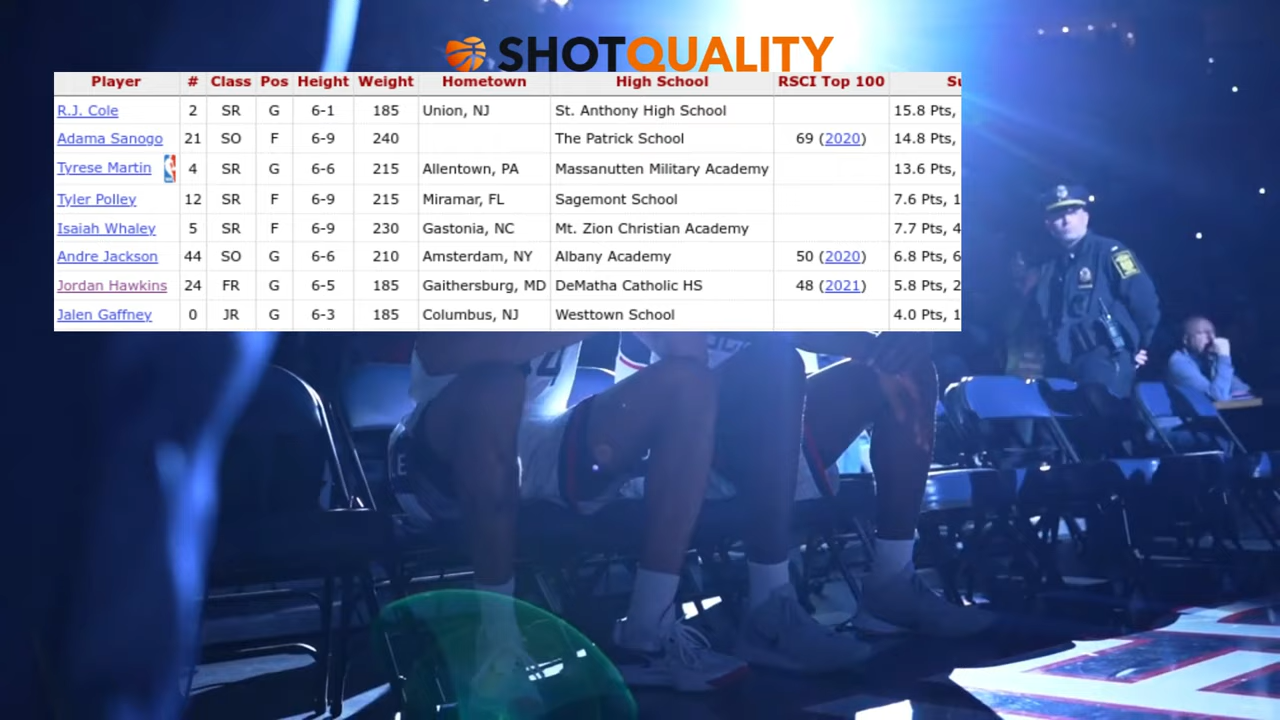 SHOTQUALITY
Player # Class Pos Height Weight Hometown High School RSCI Top 100 Su
R.J. Cole 2 SR G 6-1 185 Union, NJ St. Anthony High School 15.8 Pts,
Adama Sanogo 21 SO F 6-9 240 The Patrick School 69 (2020) 14.8 Pts,
Tyrese Martin 4 SR G 6-6 215 Allentown, PA Massanutten Military Academy 13.6 Pts,
Tyler Polley 12 SR F 6-9 215 Miramar, FL Sagemont School 7.6 Pts, 1
Isaiah Whaley 5 SR F 6-9 230 Gastonia, NC Mt. Zion Christian Academy 7.7 Pts, 4
Andre Jackson 44 SO G 6-6 210 Amsterdam, NY Albany Academy 50 (2020) 6.8 Pts, 6
Jordan Hawkins 24 FR G 6-5 185 Gaithersburg, MD DeMatha Catholic HS 48 (2021) 5.8 Pts, 2
Jalen Gaffney 0 JR G 6-3 185 Columbus, NJ Westtown School 4.0 Pts, 1